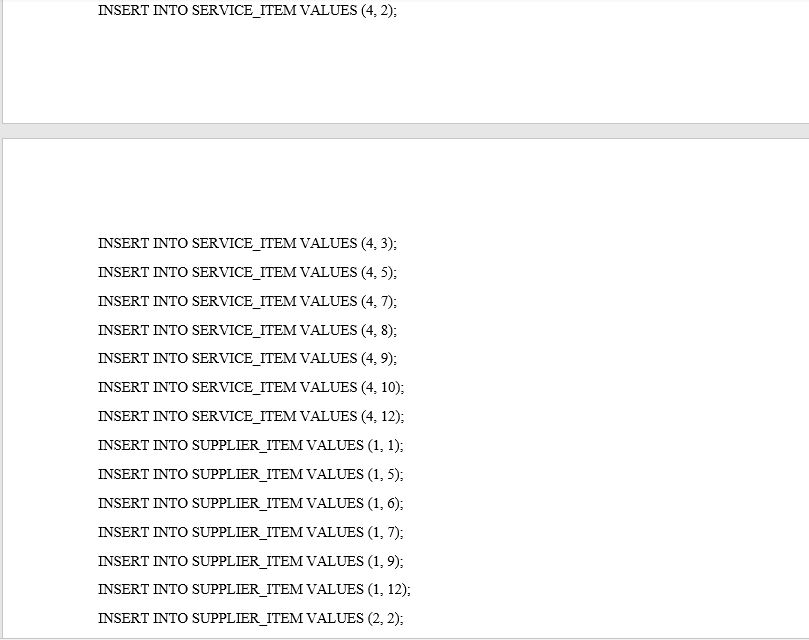 INSERT INTO SERVICE_ITEM VALUES (4, 2);
INSERT INTO SERVICE_ITEM VALUES (4, 3);
INSERT INTO SERVICE_ITEM VALUES (4, 5);
INSERT INTO SERVICE_ITEM VALUES (4, 7);
INSERT INTO SERVICE_ITEM VALUES (4, 8);
INSERT INTO SERVICE_ITEM VALUES (4, 9);
INSERT INTO SERVICE_ITEM VALUES (4, 10);
INSERT INTO SERVICE_ITEM VALUES (4, 12);
INSERT INTO SUPPLIER_ITEM VALUES (1, 1);
INSERT INTO SUPPLIER_ITEM VALUES (1, 5);
INSERT INTO SUPPLIER_ITEM VALUES (1, 6);
INSERT INTO SUPPLIER_ITEM VALUES (1, 7);
INSERT INTO SUPPLIER_ITEM VALUES (1, 9);
INSERT INTO SUPPLIER_ITEM VALUES (1, 12);
INSERT INTO SUPPLIER_ITEM VALUES (2, 2);